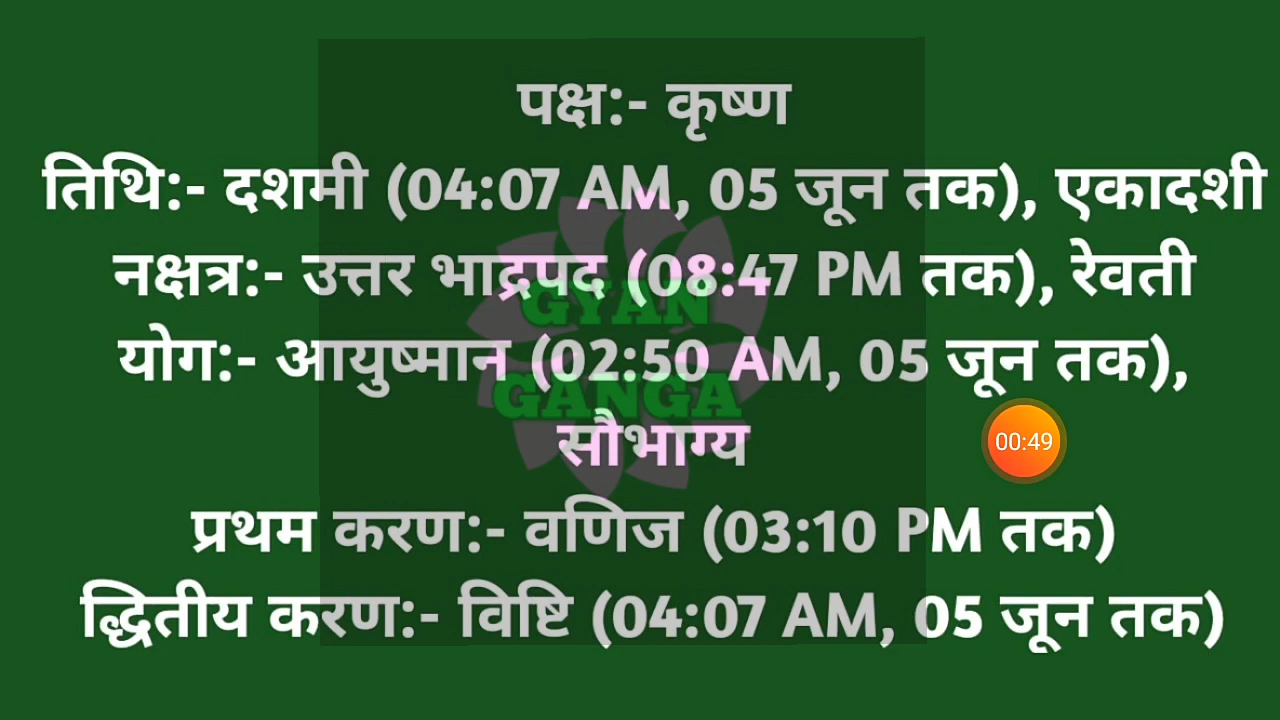 पक्ष:- कृष्ण
तिथि:- दशमी (04:07 AM, 05 जून तक), एकादशी
नक्षत्र:- उत्तर भाद्रपद (08:47 PM तक), रेवती
योग:- आयुष्मान (02:50 AM, 05 जून तक),
सौभाग्य
प्रथम करण:- वणिज (03:10 PM तक)
द्धितीय करण:- विष्टि (04:07 AM, 05 जून तक)
GYAN
GANGA
00:49